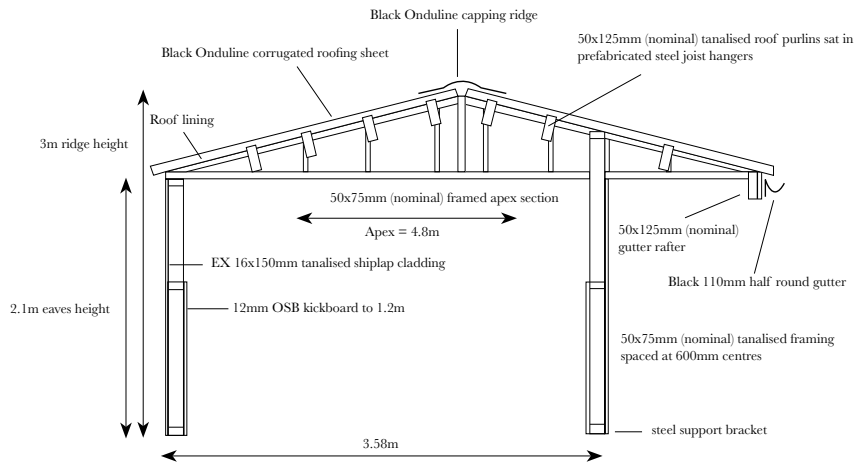 Black Onduline capping ridge
50x125mm (nominal) tanalised roof purlins sat in
prefabricated steel joist hangers
Black Onduline corrugated roofing sheet
Roof lining
3m ridge height
50x75mm (nominal) framed apex section
Apex = 4.8m
50x125mm (nominal)
gutter rafter
EX 16x150mm tanalised shiplap cladding
Black 110mm half round gutter
2.1m eaves height
12mm OSB kickboard to 1.2m
50x75mm (nominal) tanalised framing
spaced at 600mm centres
steel support bracket
3.58m